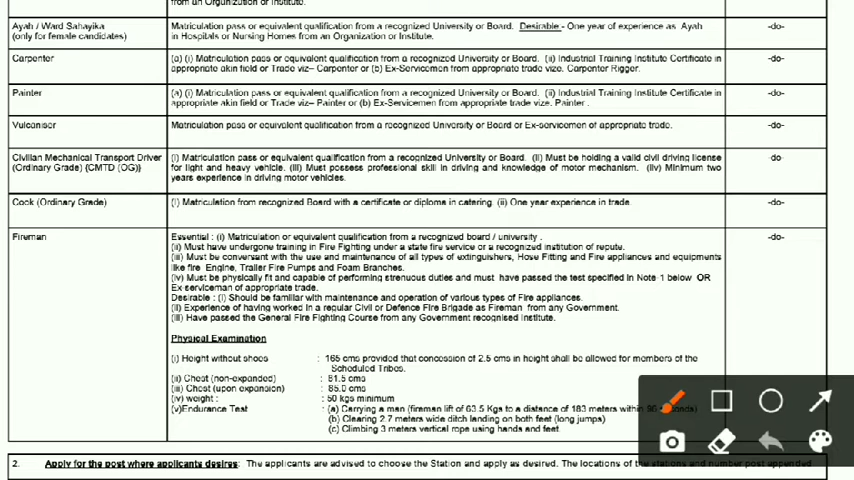 from an Organization or Institute.
Ayah / Ward Sahayika
(only for female candidates)
Matriculation pass or equivalent qualification from a recognized University or Board. Desirable - One year of experience as Ayah
in Hospitals or Nursing Homes from an Organization or Institute.
-do-
Carpenter
(a) (i) Matriculation pass or equivalent qualification from a recognized University or Board. (ii) Industrial Training Institute Certificate in
appropriate akin field or Trade viz– Carpenter or (b) Ex-Servicemen from appropriate trade vize. Carpenter Rigger.
-do-
Painter
(a) (i) Matriculation pass or equivalent qualification from a recognized University or Board. (ii) Industrial Training Institute Certificate in
appropriate akin field or Trade viz– Painter or (b) Ex-Servicemen from appropriate trade vize. Painter .
-do-
Vulcaniser
Matriculation pass or equivalent qualification from a recognized University or Board or Ex-servicemen of appropriate trade.
-do-
Civilian Mechanical Transport Driver
(Ordinary Grade) {CMTD (OG)}
(i) Matriculation pass or equivalent qualification from a recognized University or Board. (ii) Must be holding a valid civil driving license
for light and heavy vehicle. (iii) Must possess professional skill in driving and knowledge of motor mechanism. (iv) Minimum two
years experience in driving motor vehicles.
-do-
Cook (Ordinary Grade)
(i) Matriculation from recognized Board with a certificate or diploma in catering. (ii) One year experience in trade.
-do-
Fireman
Essential : (i) Matriculation or equivalent qualification from a recognized board / university .
(ii) Must have undergone training in Fire Fighting under a state fire service or a recognized institution of repute.
(iii) Must be conversant with the use and maintenance of all types of extinguishers, Hose Fitting and Fire appliances and equipments
like fire Engine, Trailer Fire Pumps and Foam Branches.
(iv) Must be physically fit and capable of performing strenuous duties and must have passed the test specified in Note-1 below OR
Ex-serviceman of appropriate trade.
Desirable : (i) Should be familiar with maintenance and operation of various types of Fire appliances.
(ii) Experience of having worked in a regular Civil or Defence Fire Brigade as Fireman from any Government.
(iii) Have passed the General Fire Fighting Course from any Government recognised Institute.
-do-
Physical Examination
(i) Height without shoes : 165 cms provided that concession of 2.5 cms in height shall be allowed for members of the
Scheduled Tribes.
(ii) Chest (non-expanded) : 81.5 cms
(iii) Chest (upon expansion) : 85.0 cms
(iv) weight : : 50 kgs minimum
(v)Endurance Test : (a) Carrying a man (fireman lift of 63.5 Kgs to a distance of 183 meters within 96 seconds)
(b) Clearing 2.7 meters wide ditch landing on both feet (long jumps)
(c) Climbing 3 meters vertical rope using hands and feet
2. Apply for the post where applicants desires: The applicants are advised to choose the Station and apply as desired. The locations of the stations and number post appended